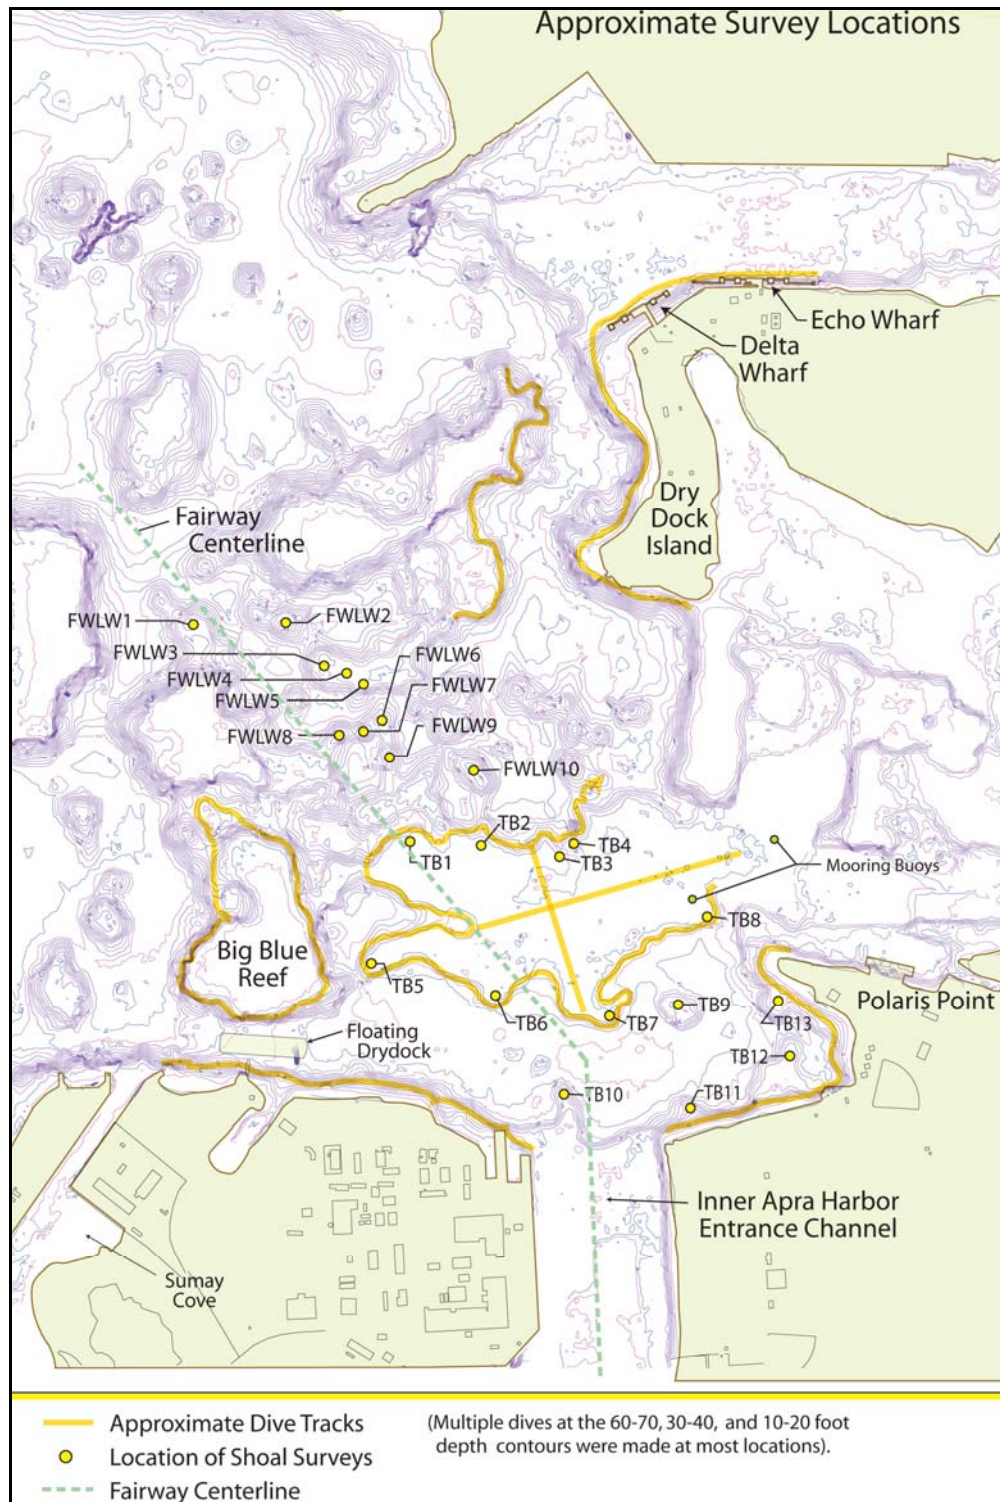 Approximate Survey Locations
Echo Wharf
Delta
Wharf
Dry
Dock
Island
Fairway
Centerline
FWLW1
FWLW2
FWLW3
FWLW6
FWLW4
FWLW7
FWLW5
FWLW9
FWLW8
FWLW10
TB2
TB4
TB1
TB3
Mooring Buoys
TB8
Big Blue
Reef
TB5
Polaris Point
TB9
TB13
TB6
TB7
Floating
Drydock
TB12
TB10
TB11
Inner Apra Harbor
Entrance Channel
Sumay
Cove
Approximate Dive Tracks
(Multiple dives at the 60-70, 30-40, and 10-20 foot
depth contours were made at most locations).
Location of Shoal Surveys
Fairway Centerline